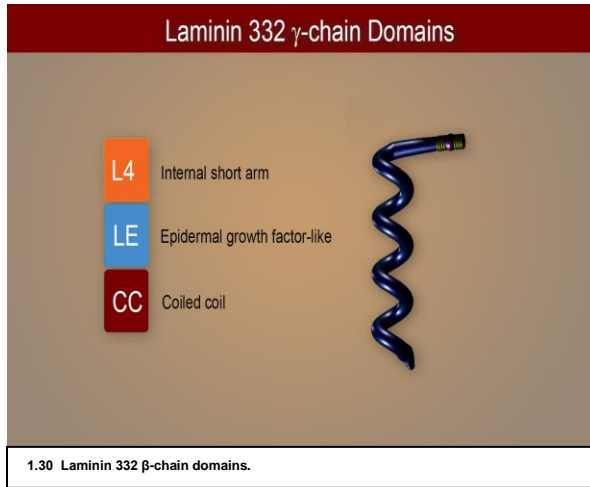 Laminin 332 γ-chain Domains
L4 Internal short arm
LE Epidermal growth factor-like
CC Coiled coil
1.30 Laminin 332 β-chain domains.